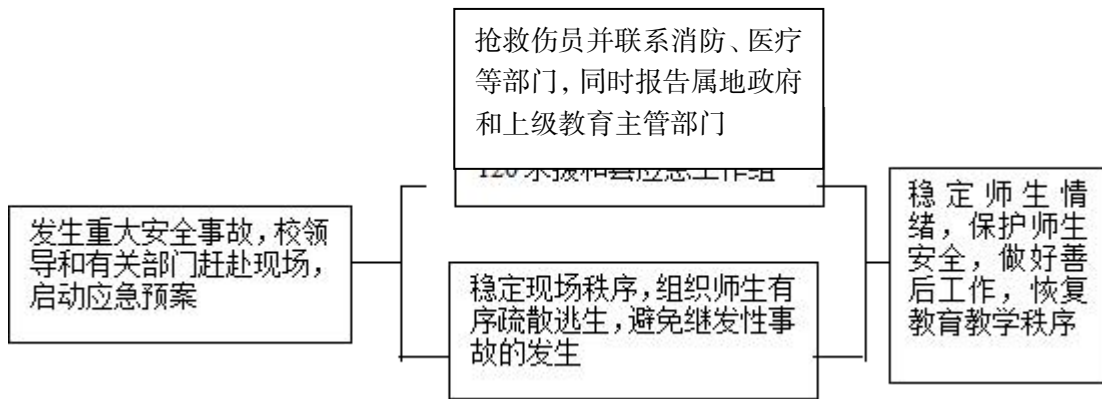 抢救伤员并联系消防、医疗
等部门，同时报告属地政府
和上级教育主管部门
发生重大安全事故，校领
导和有关部门赶赴现场，
启动应急预案
稳定现场秩序，组织师生有
序疏散逃生，避免继发性事
故的发生
稳定师生情
绪，保护师生
安全，做好善
后工作，恢复
教育教学秩序